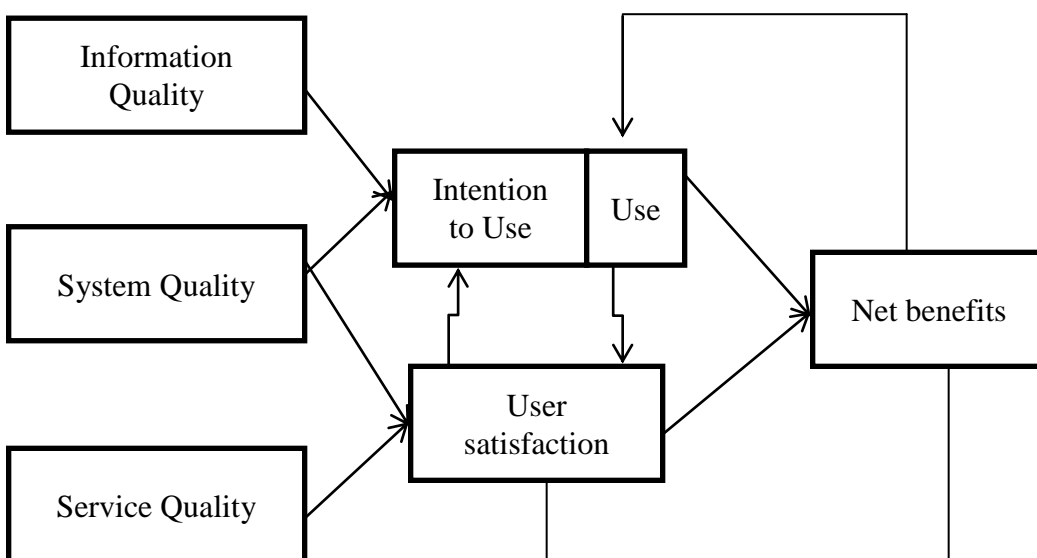 Information
Quality
Intention
to Use
Use
System Quality
Net benefits
User
satisfaction
Service Quality